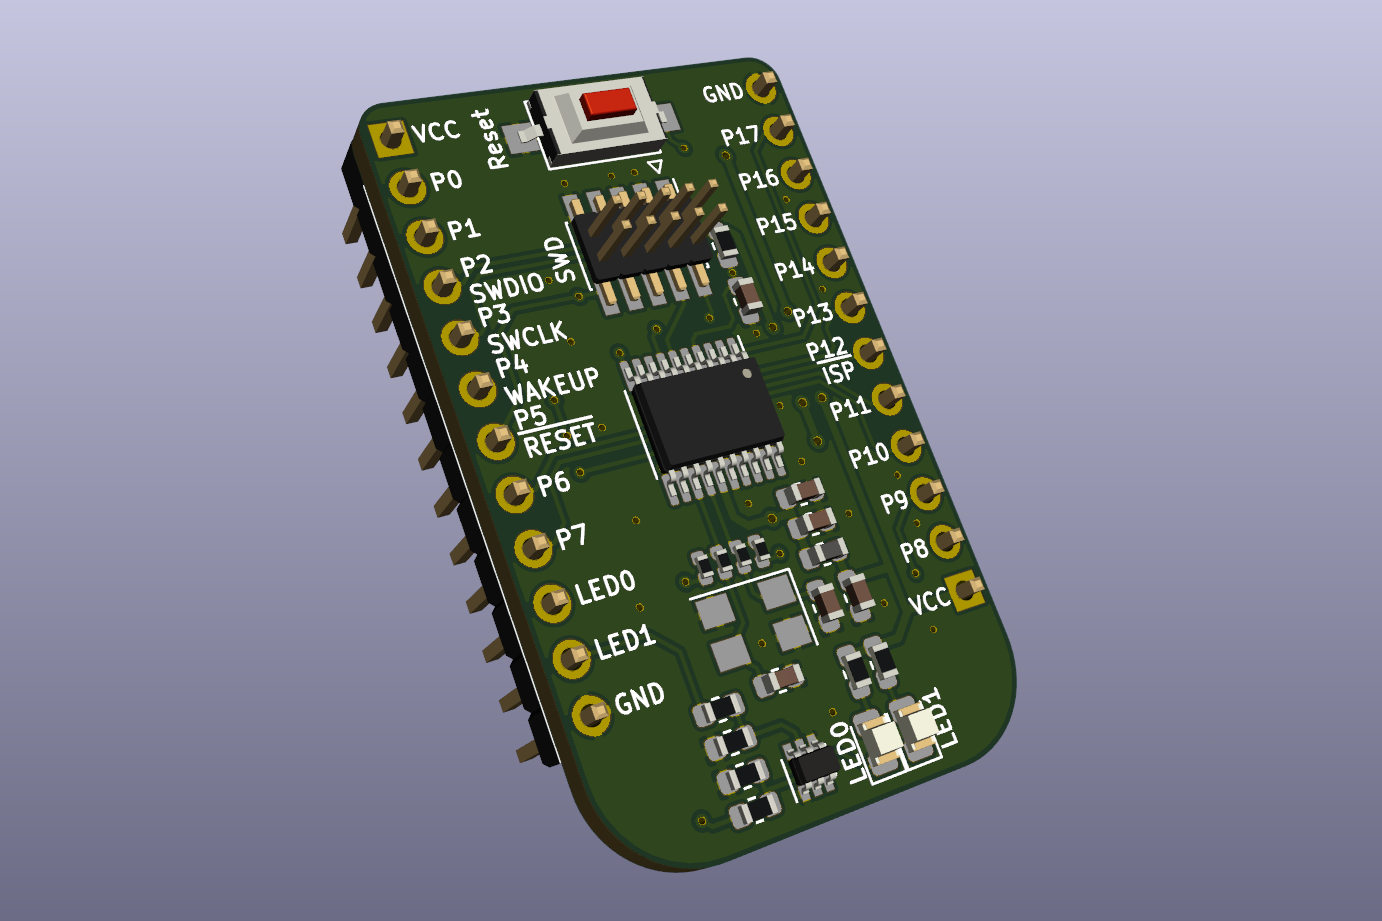 Reset
SWD
VCC
P0
P1
P2
SWDIO
P3
SWCLK
P4
WAKEUP
P5
RESET
P6
P7
LED0
LED1
GND
GND
P17
P16
P15
P14
P13
P12
ISP
P11
P10
P9
P8
VCC
LED0
LED1